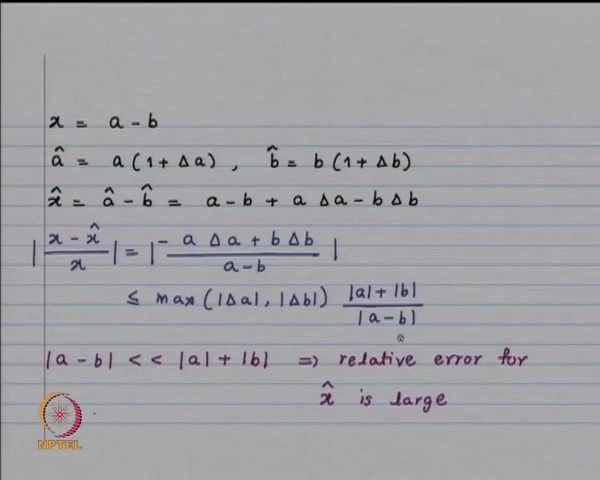 x = a - b
â = a (1 + Δa) , b̂ = b (1 + Δb)
x̂ = â - b̂ = a - b + a Δa - b Δb
| (x - x̂) / x | = | (- a Δa + b Δb) / (a - b) |
≤ max (|Δa|, |Δb|) (|a| + |b|) / |a - b|
|a - b| < < |a| + |b| ⇒ relative error for
x̂ is large
NPTEL